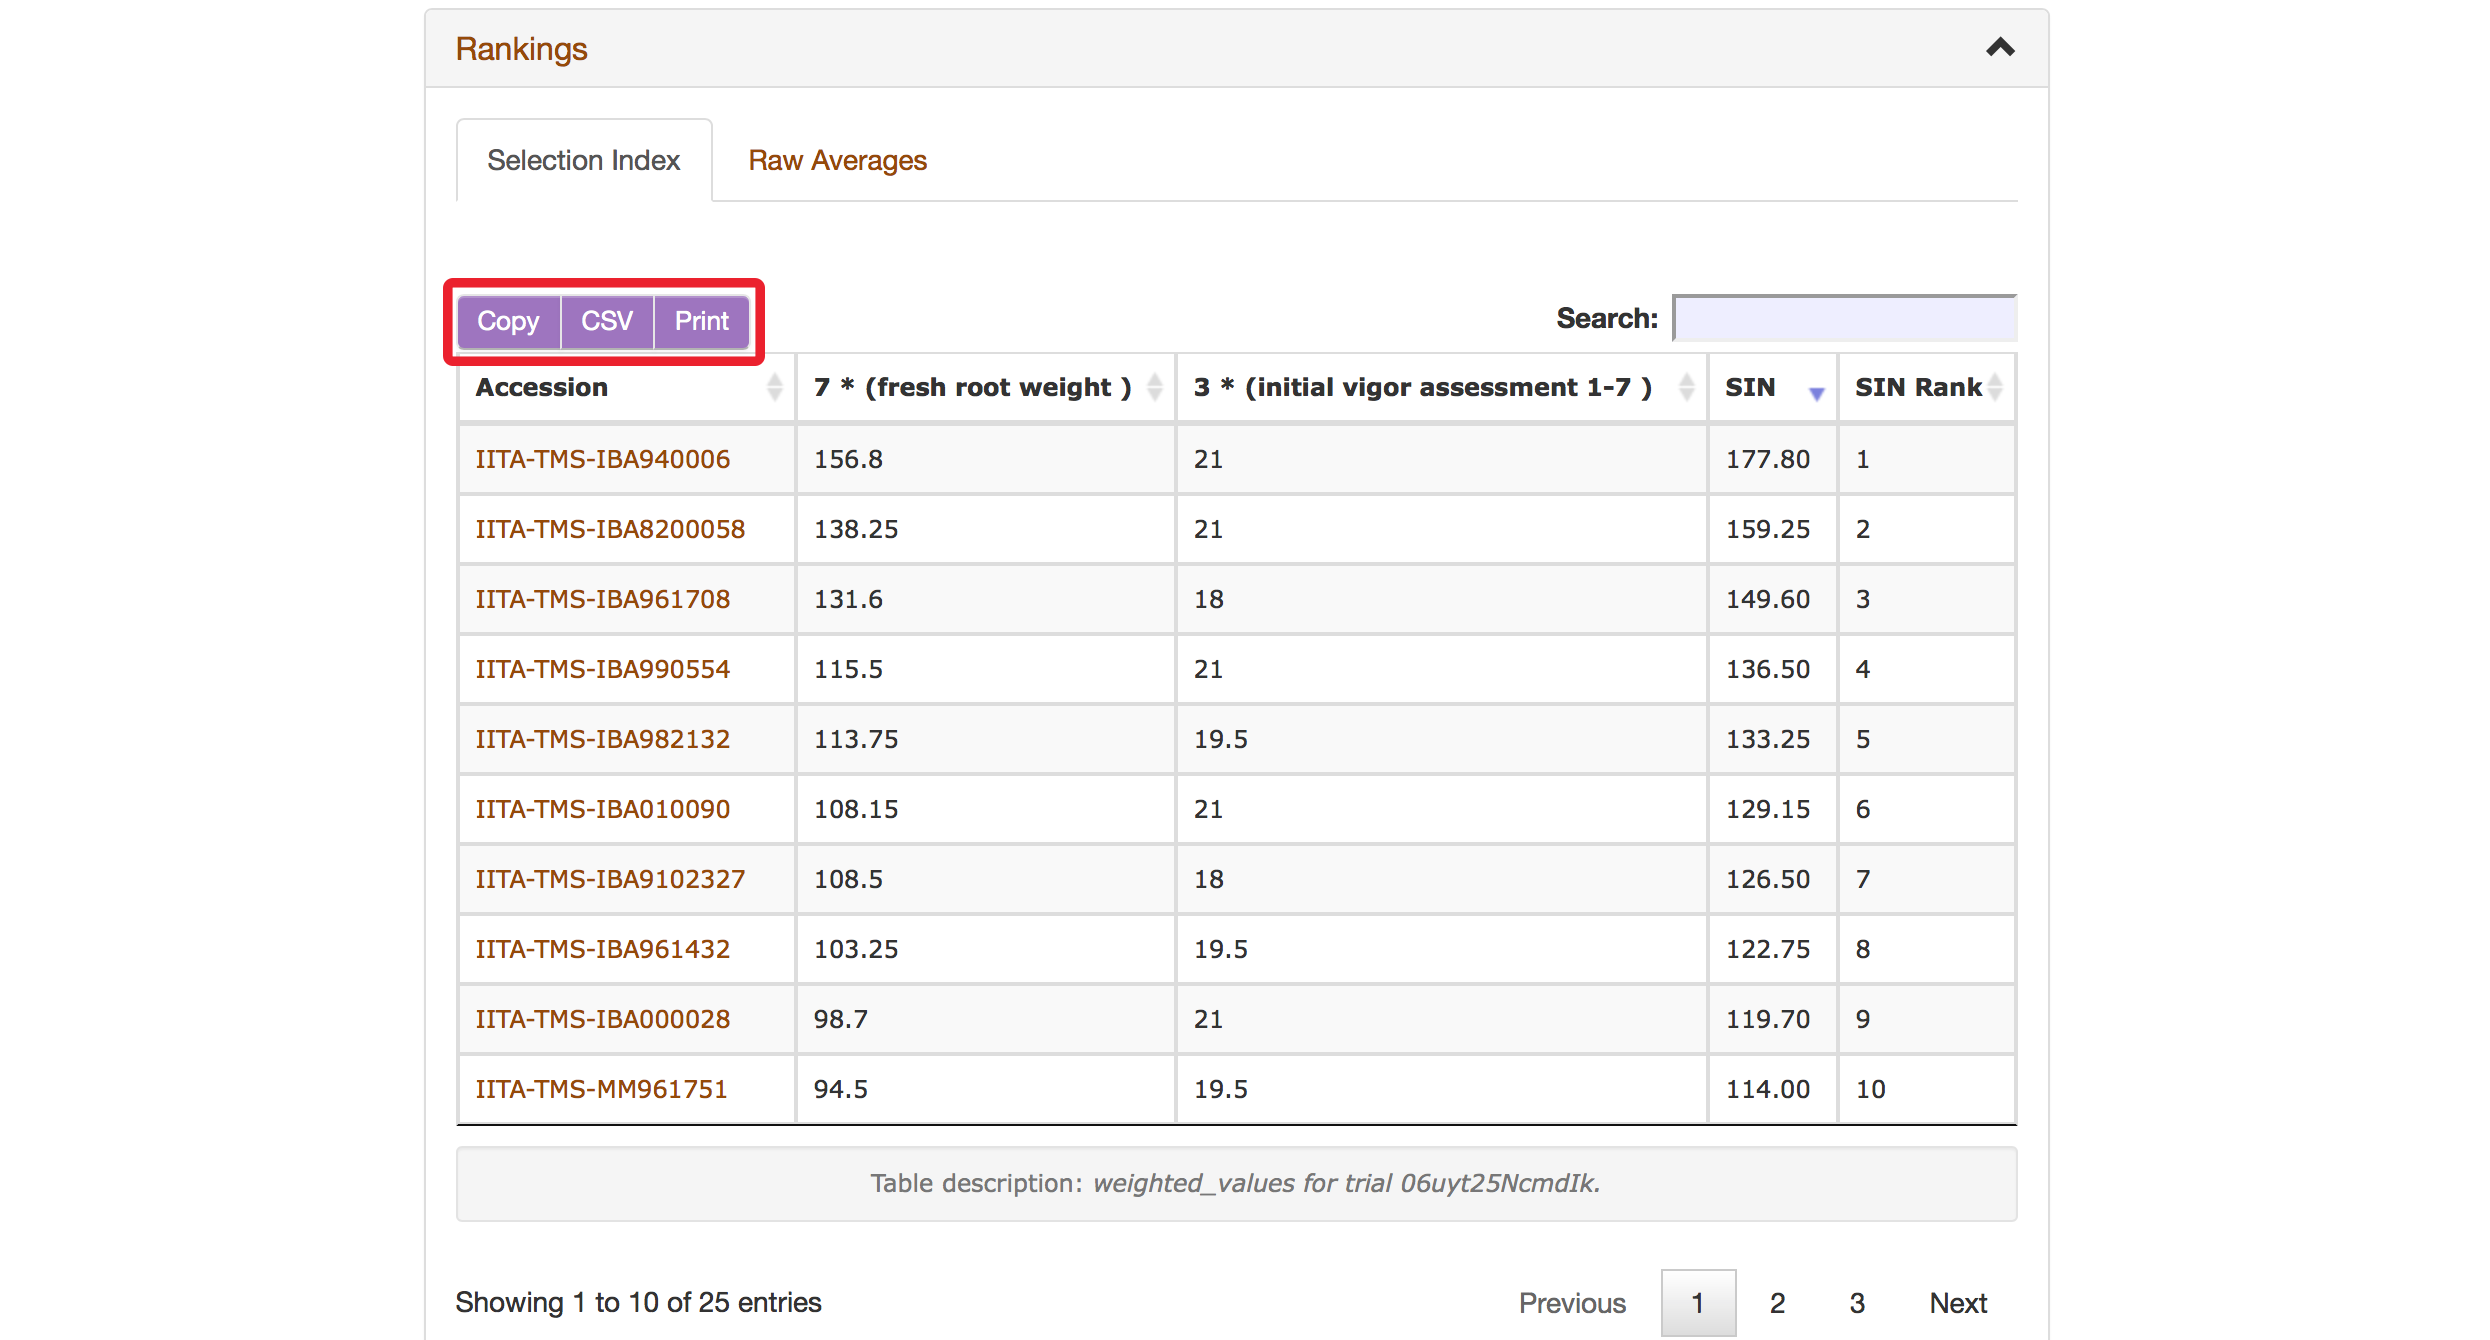 Rankings
Selection Index Raw Averages
Copy CSV Print Search:
Accession 7 * (fresh root weight ) 3 * (initial vigor assessment 1-7 ) SIN SIN Rank
IITA-TMS-IBA940006 156.8 21 177.80 1
IITA-TMS-IBA8200058 138.25 21 159.25 2
IITA-TMS-IBA961708 131.6 18 149.60 3
IITA-TMS-IBA990554 115.5 21 136.50 4
IITA-TMS-IBA982132 113.75 19.5 133.25 5
IITA-TMS-IBA010090 108.15 21 129.15 6
IITA-TMS-IBA9102327 108.5 18 126.50 7
IITA-TMS-IBA961432 103.25 19.5 122.75 8
IITA-TMS-IBA000028 98.7 21 119.70 9
IITA-TMS-MM961751 94.5 19.5 114.00 10
Table description: weighted_values for trial 06uyt25NcmdIk.
Showing 1 to 10 of 25 entries Previous 1 2 3 Next